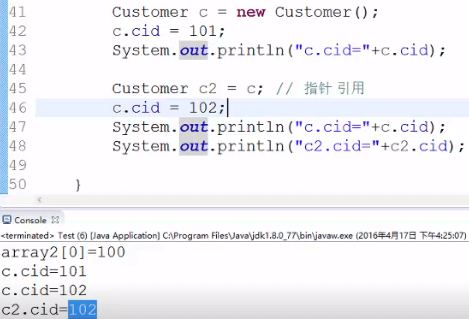 41 Customer c = new Customer();
42 c.cid = 101;
43 System.out.println("c.cid="+c.cid);
44
45 Customer c2 = c; // 指针 引用
46 c.cid = 102;
47 System.out.println("c.cid="+c.cid);
48 System.out.println("c2.cid="+c2.cid);
49
50 }
Console
<terminated> Test (6) [Java Application] C:\Program Files\Java\jdk1.8.0_77\bin\javaw.exe (2016年4月17日 下午4:25:07)
array2[0]=100
c.cid=101
c.cid=102
c2.cid=102